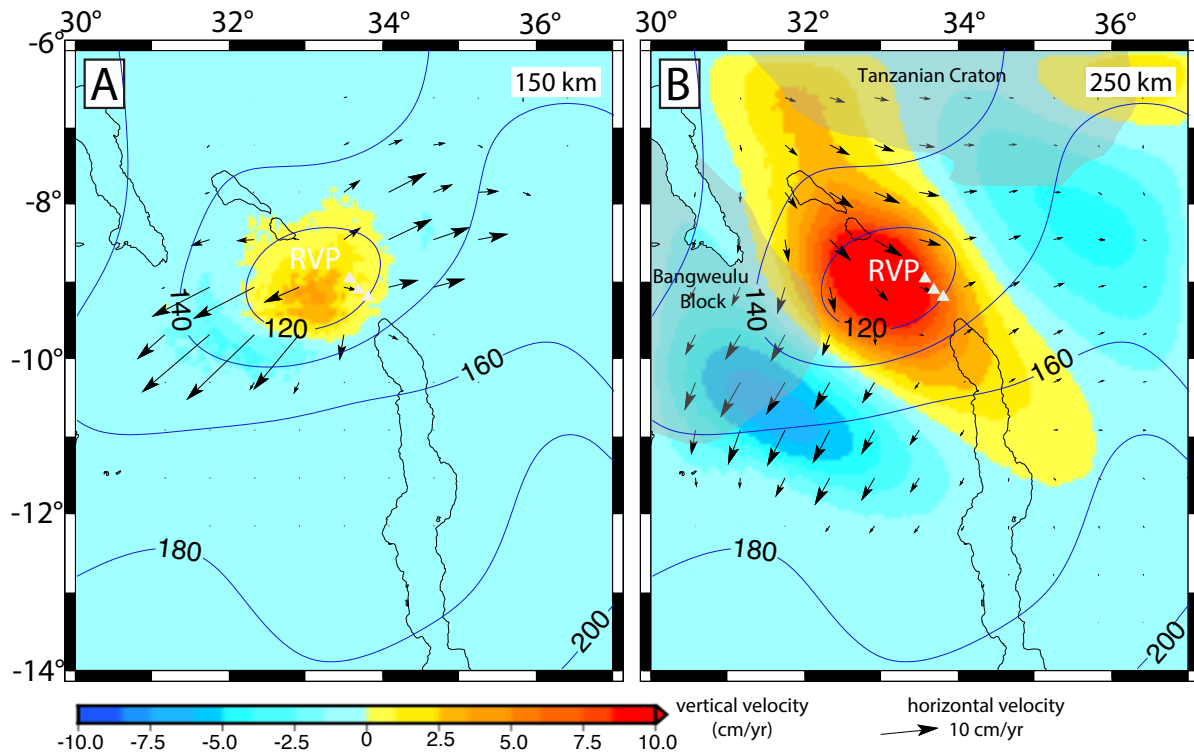 30° 32° 34° 36° 30° 32° 34° 36°
-6°
A 150 km B Tanzanian Craton 250 km
-8°
RVP RVP
Bangweulu
Block
140 120 140 120
-10°
160 160
-12°
180 180
200 200
-14°
-10.0 -7.5 -5.0 -2.5 0 2.5 5.0 7.5 10.0
vertical velocity
(cm/yr)
horizontal velocity
10 cm/yr